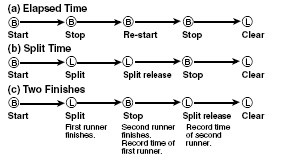 (a) Elapsed Time
B B B B L
Start Stop Re-start Stop Clear
(b) Split Time
B L L B L
Start Split Split release Stop Clear
(c) Two Finishes
B L B L L
Start Split Stop Split release Clear
First runner Second runner Record time
finishes. finishes. of second
Record time of runner.
first runner.